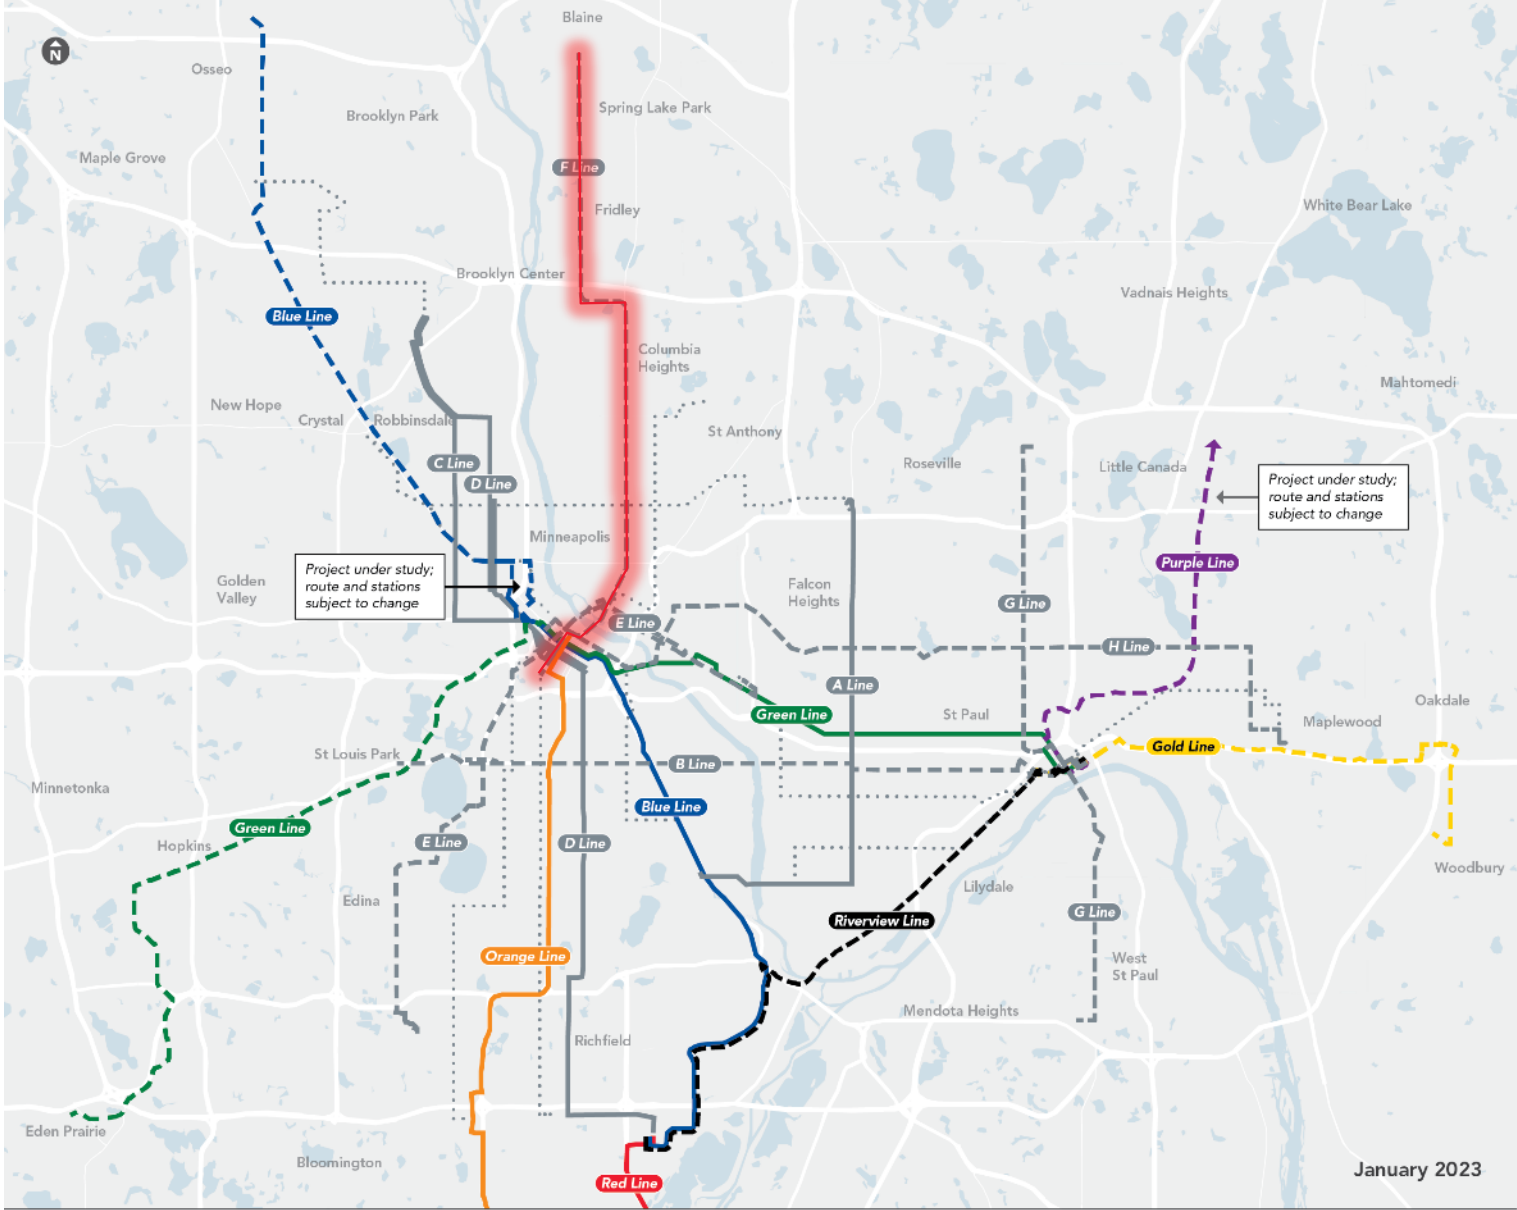 Blaine
N
Osseo
Spring Lake Park
Brooklyn Park
Maple Grove
F Line
White Bear Lake
Fridley
Brooklyn Center
Vadnais Heights
Blue Line
Columbia
Heights
Mahtomedi
New Hope
Crystal
Robbinsdale
St Anthony
C Line
Roseville
Little Canada
D Line
Project under study;
route and stations
subject to change
Minneapolis
Purple Line
Project under study;
route and stations
subject to change
Golden
Valley
Falcon
Heights
G Line
E Line
H Line
A Line
Oakdale
Green Line
St Paul
Maplewood
St Louis Park
Gold Line
B Line
Minnetonka
Blue Line
Green Line
Hopkins
E Line
D Line
Woodbury
Lilydale
Edina
G Line
Riverview Line
Orange Line
West
St Paul
Mendota Heights
Richfield
Eden Prairie
Bloomington
January 2023
Red Line